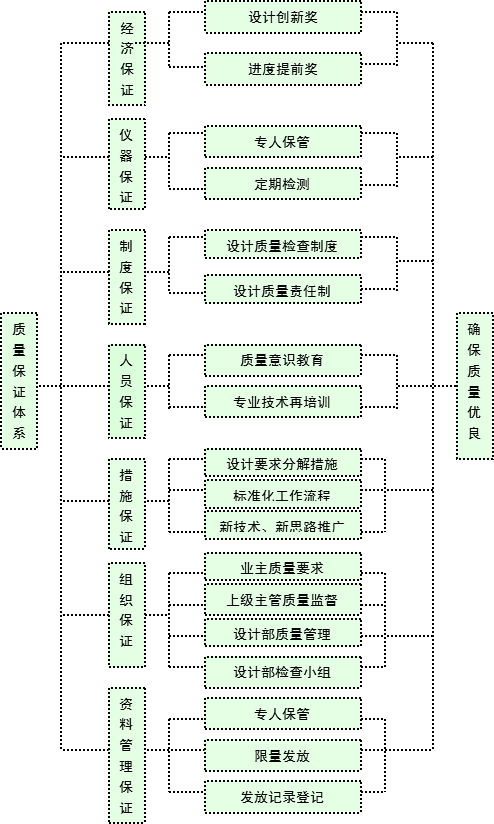 质量保证体系
经济保证
设计创新奖
进度提前奖
仪器保证
专人保管
定期检测
制度保证
设计质量检查制度
设计质量责任制
人员保证
质量意识教育
专业技术再培训
措施保证
设计要求分解措施
标准化工作流程
新技术、新思路推广
组织保证
业主质量要求
上级主管质量监督
设计部质量管理
设计部检查小组
资料管理保证
专人保管
限量发放
发放记录登记
确保质量优良